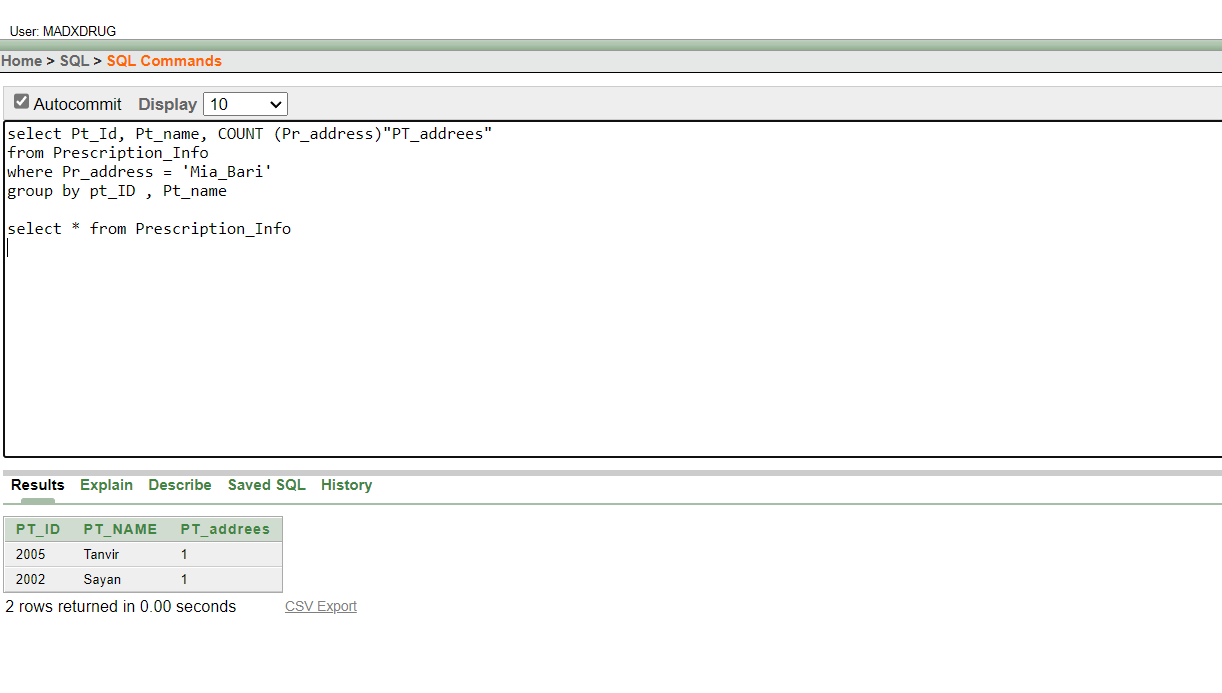 User: MADXDRUG
Home > SQL > SQL Commands
Autocommit Display 10
select Pt_Id, Pt_name, COUNT (Pr_address)"PT_addrees"
from Prescription_Info
where Pr_address = 'Mia_Bari'
group by pt_ID , Pt_name
select * from Prescription_Info
Results Explain Describe Saved SQL History
PT_ID PT_NAME PT_addrees
2005 Tanvir 1
2002 Sayan 1
2 rows returned in 0.00 seconds CSV Export